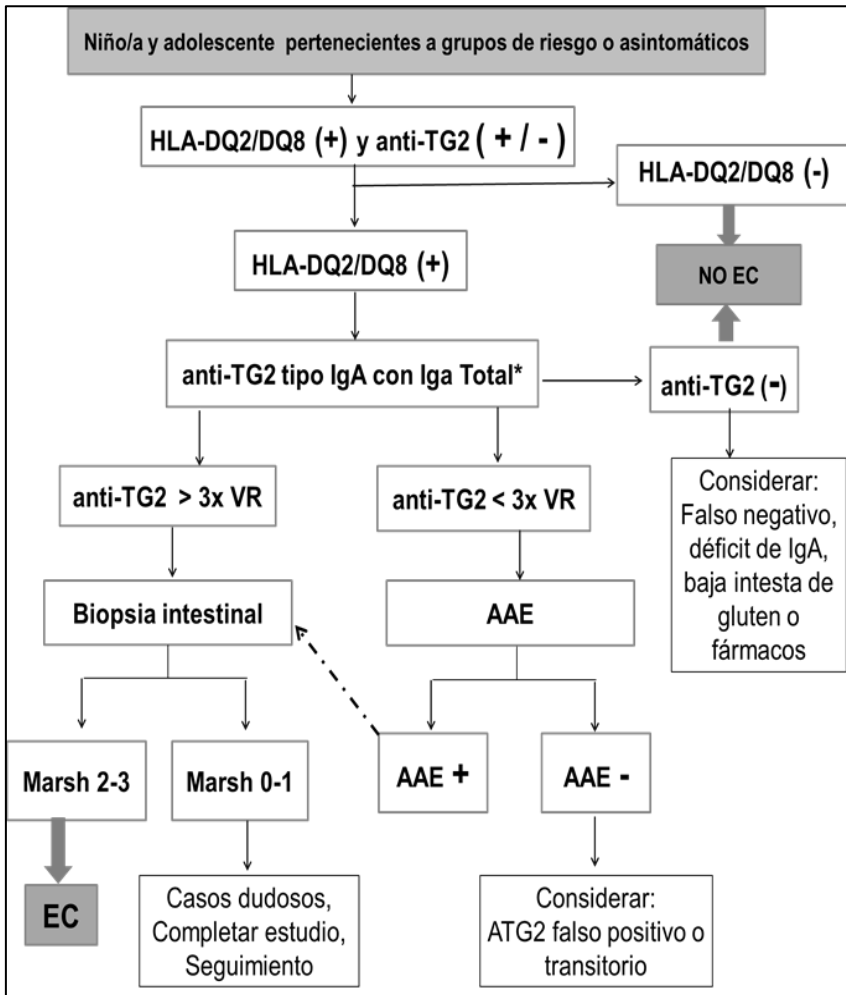 Niño/a y adolescente pertenecientes a grupos de riesgo o asintomáticos
HLA-DQ2/DQ8 (+) y anti-TG2 ( + / - )
HLA-DQ2/DQ8 (-)
HLA-DQ2/DQ8 (+)
NO EC
anti-TG2 tipo IgA con Iga Total*
anti-TG2 (-)
anti-TG2 > 3x VR
anti-TG2 < 3x VR
Considerar:
Falso negativo,
déficit de IgA,
baja intesta de
gluten o
fármacos
Biopsia intestinal
AAE
Marsh 2-3
Marsh 0-1
AAE +
AAE -
EC
Casos dudosos,
Completar estudio,
Seguimiento
Considerar:
ATG2 falso positivo o
transitorio